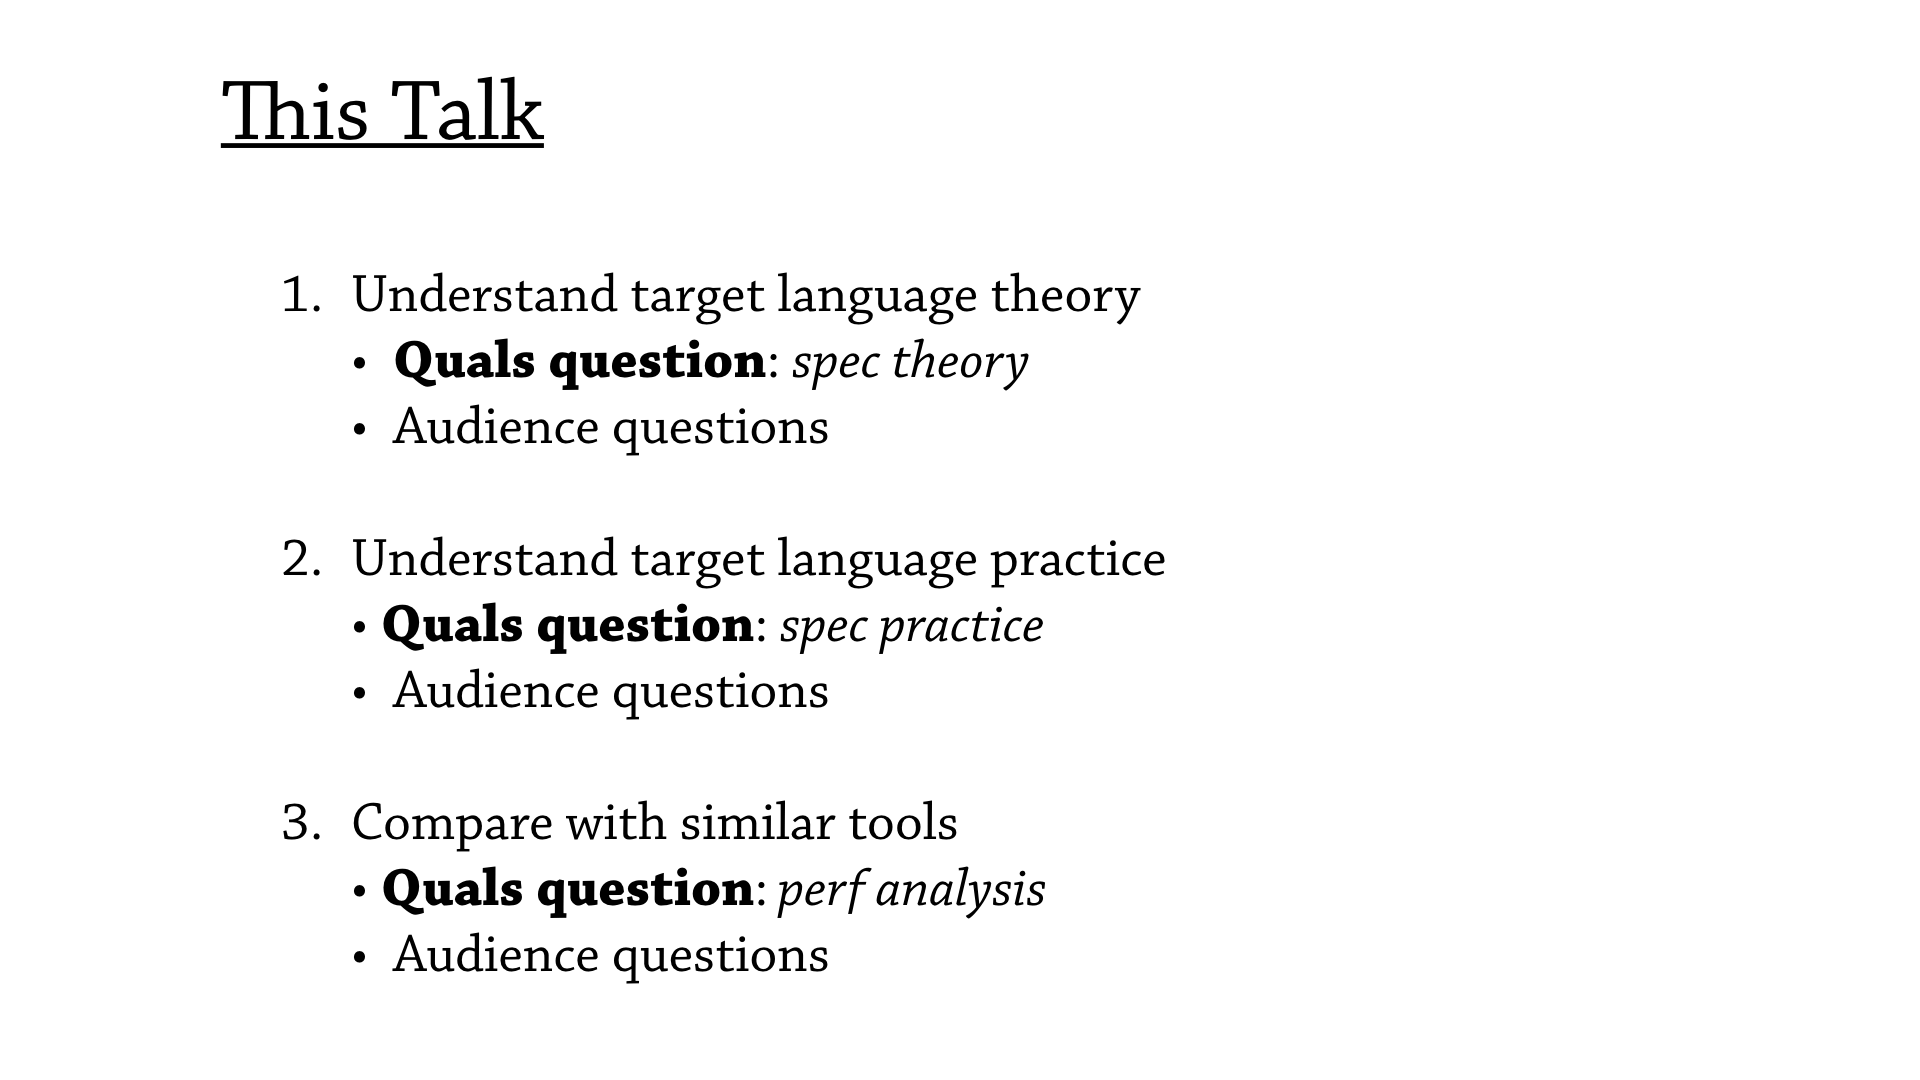 This Talk
1. Understand target language theory
• Quals question: spec theory
• Audience questions
2. Understand target language practice
• Quals question: spec practice
• Audience questions
3. Compare with similar tools
• Quals question: perf analysis
• Audience questions